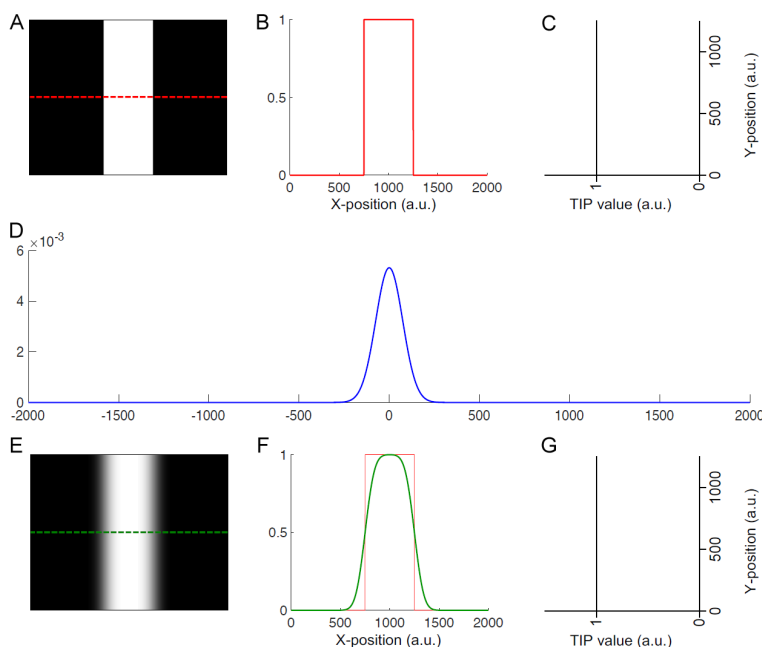 A
B
1
0.5
0
0 500 1000 1500 2000
X-position (a.u.)
C
1 0
TIP value (a.u.)
0 500 1000
Y-position (a.u.)
D
×10⁻³
6
4
2
0
-2000 -1500 -1000 -500 0 500 1000 1500 2000
E
F
1
0.5
0
0 500 1000 1500 2000
X-position (a.u.)
G
1 0
TIP value (a.u.)
0 500 1000
Y-position (a.u.)